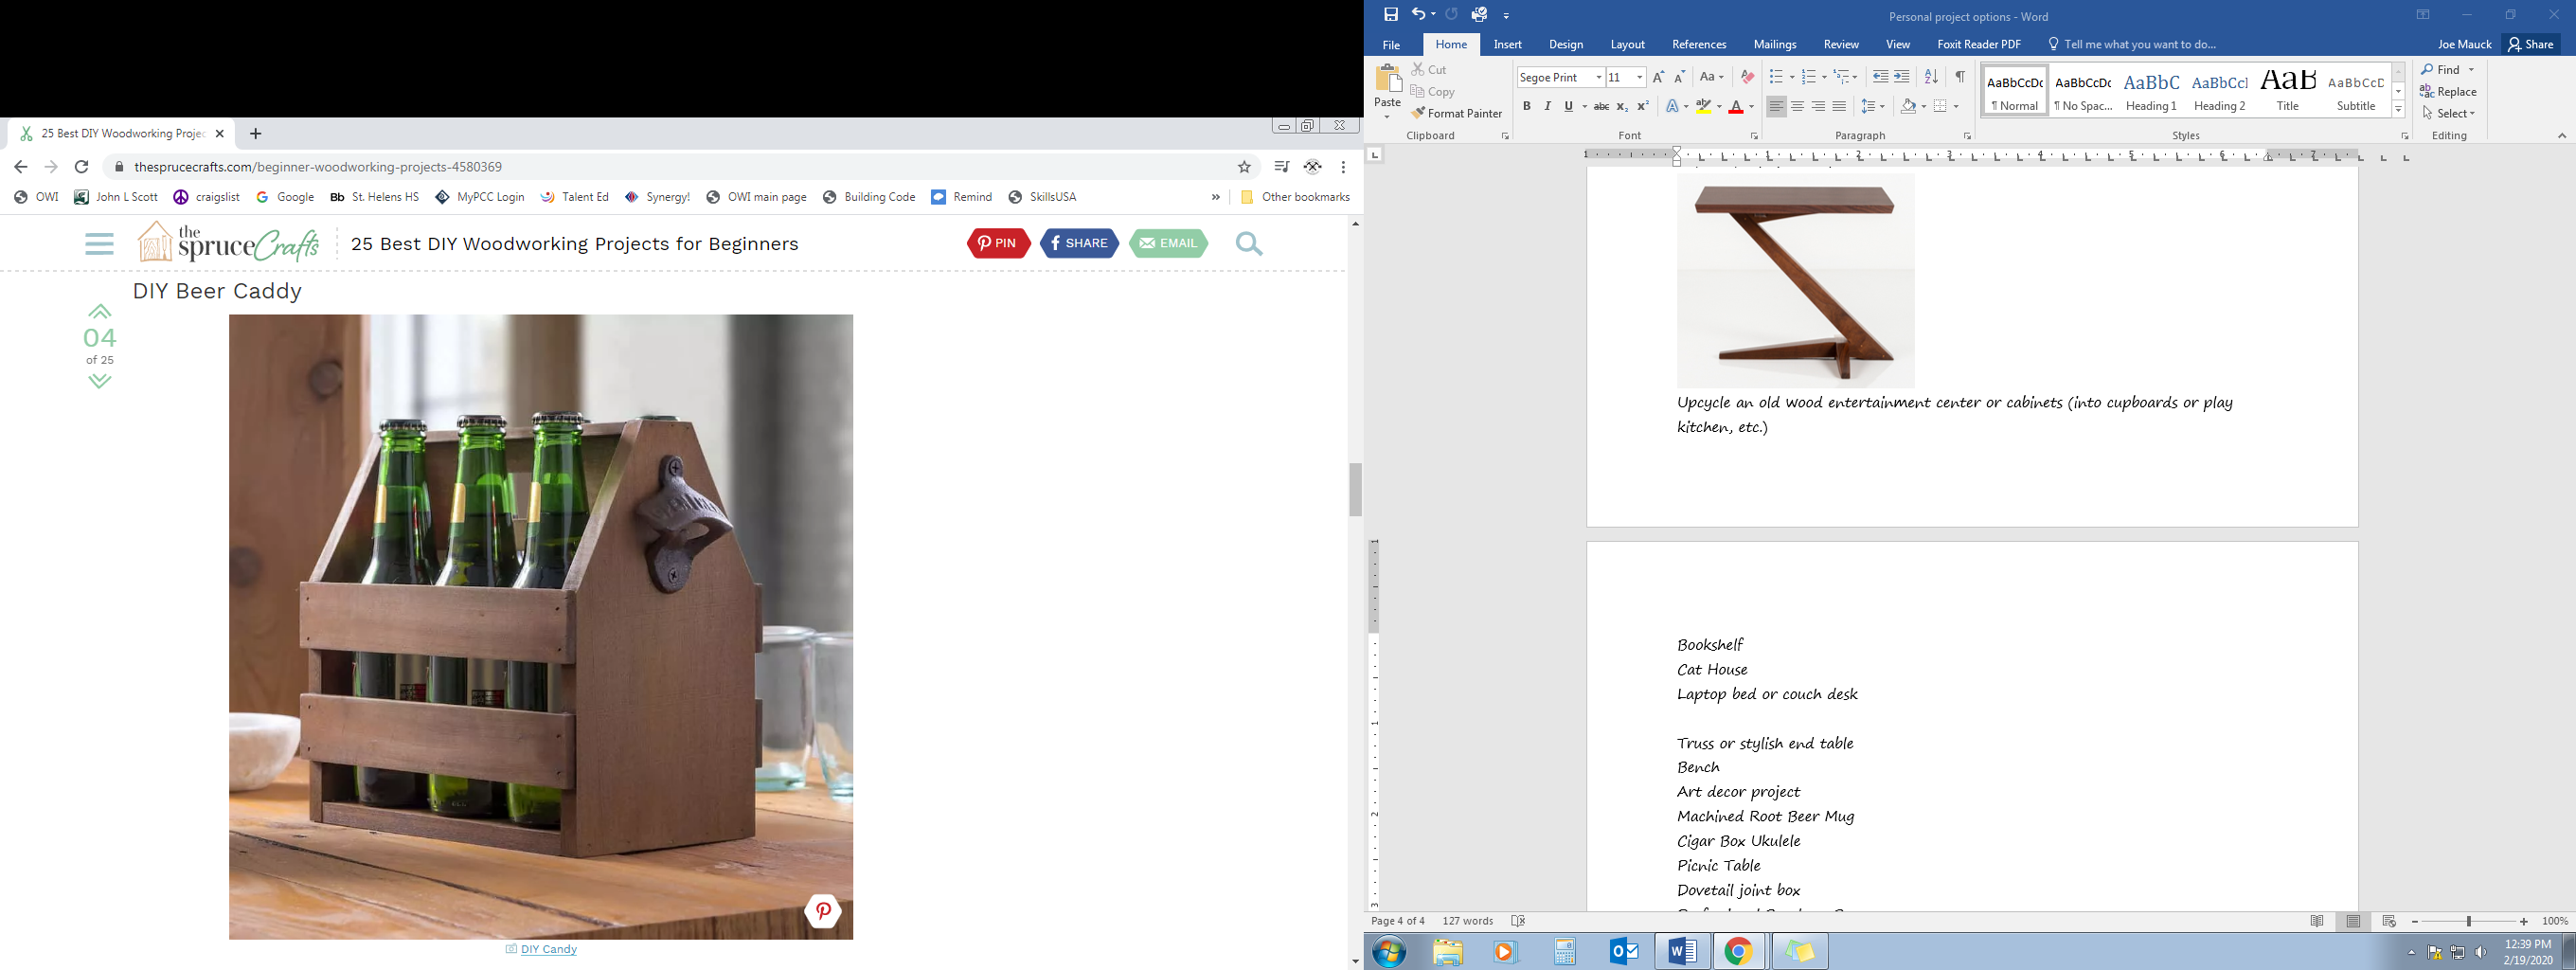 25 Best DIY Woodworking Projec
thesprucecrafts.com/beginner-woodworking-projects-4580369
OWI John L Scott craigslist Google Bb St. Helens HS MyPCC Login Talent Ed Synergy! OWI main page Building Code Remind SkillsUSA » Other bookmarks
the spruceCrafts 25 Best DIY Woodworking Projects for Beginners PIN SHARE EMAIL
DIY Beer Caddy
04
of 25
DIY Candy
Personal project options - Word
File Home Insert Design Layout References Mailings Review View Foxit Reader PDF Tell me what you want to do... Joe Mauck Share
Paste
Cut
Copy
Format Painter
Clipboard
Segoe Print 11
Font
Paragraph
AaBbCcDc AaBbCcDc AaBbC AaBbCcl AaB AaBbCcD
¶ Normal ¶ No Spac... Heading 1 Heading 2 Title Subtitle
Styles
Find
Replace
Select
Editing
Upcycle an old wood entertainment center or cabinets (into cupboards or play
kitchen, etc.)
Bookshelf
Cat House
Laptop bed or couch desk
Truss or stylish end table
Bench
Art decor project
Machined Root Beer Mug
Cigar Box Ukulele
Picnic Table
Dovetail joint box
Page 4 of 4 127 words 100%
12:39 PM
2/19/2020